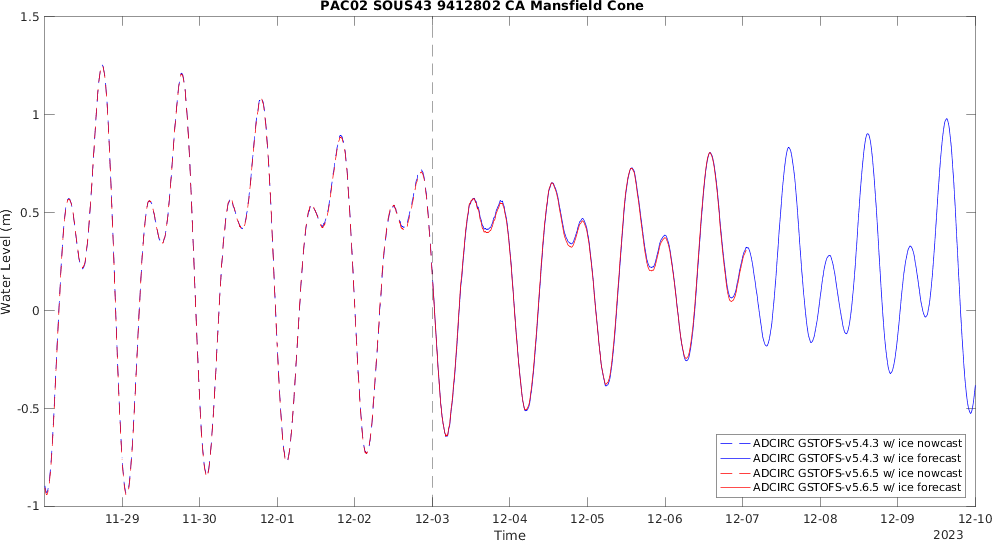 PAC02 SOUS43 9412802 CA Mansfield Cone
1.5
1
0.5
0
-0.5
-1
Water Level (m)
11-29 11-30 12-01 12-02 12-03 12-04 12-05 12-06 12-07 12-08 12-09 12-10
Time
2023
ADCIRC GSTOFS-v5.4.3 w/ ice nowcast
ADCIRC GSTOFS-v5.4.3 w/ ice forecast
ADCIRC GSTOFS-v5.6.5 w/ ice nowcast
ADCIRC GSTOFS-v5.6.5 w/ ice forecast